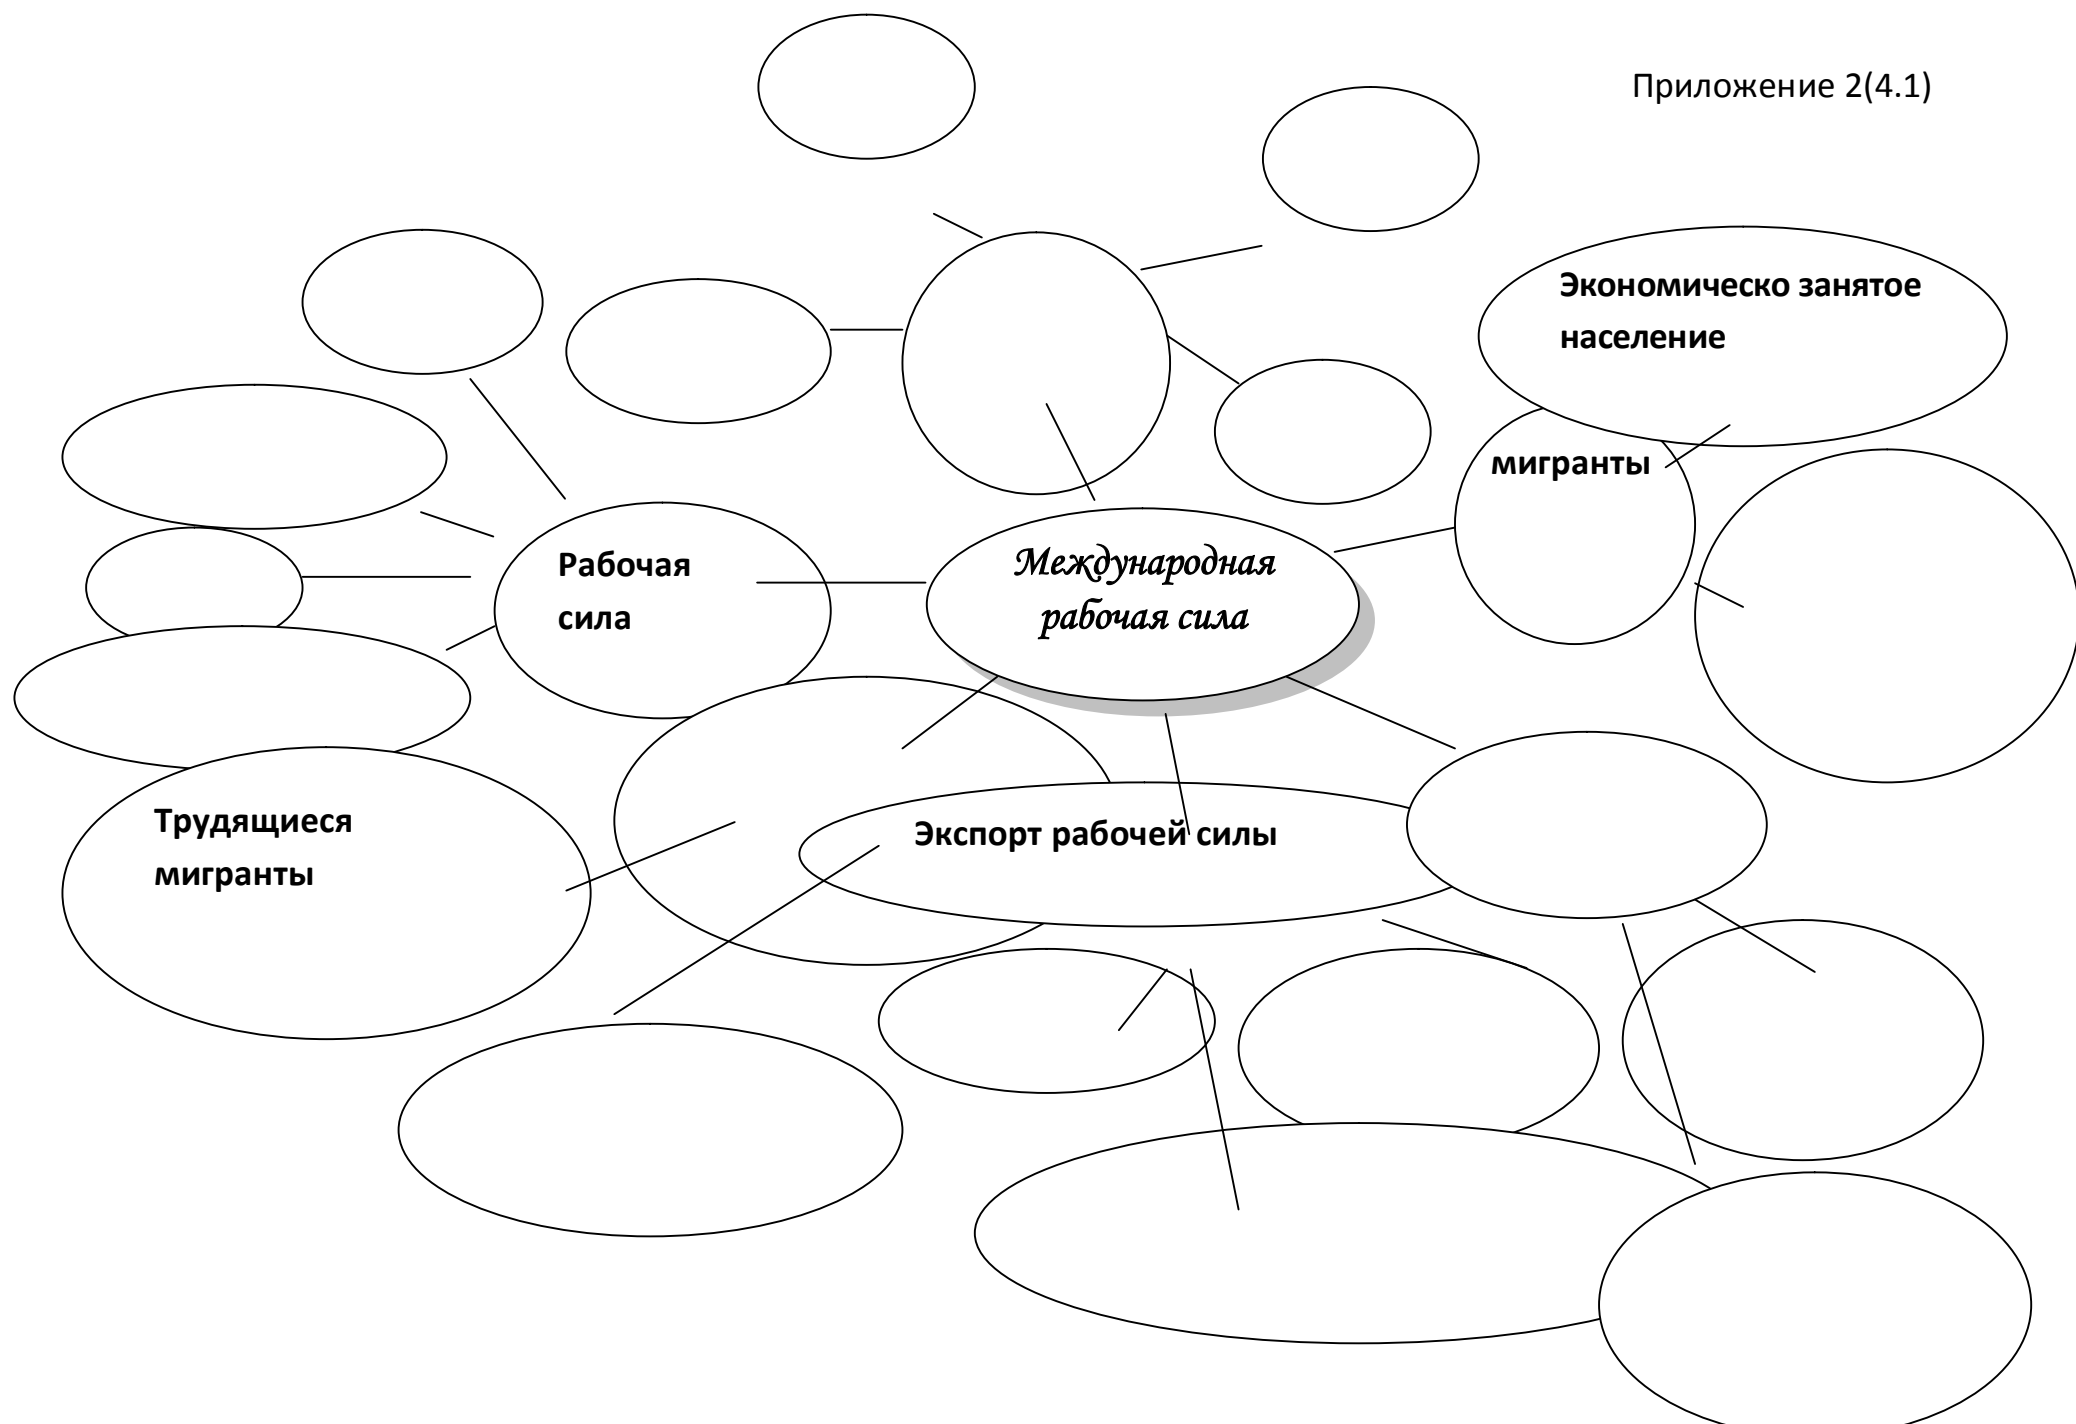 Приложение 2(4.1)
Экономическо занятое
население
мигранты
Международная
рабочая сила
Рабочая
сила
Трудящиеся
мигранты
Экспорт рабочей силы